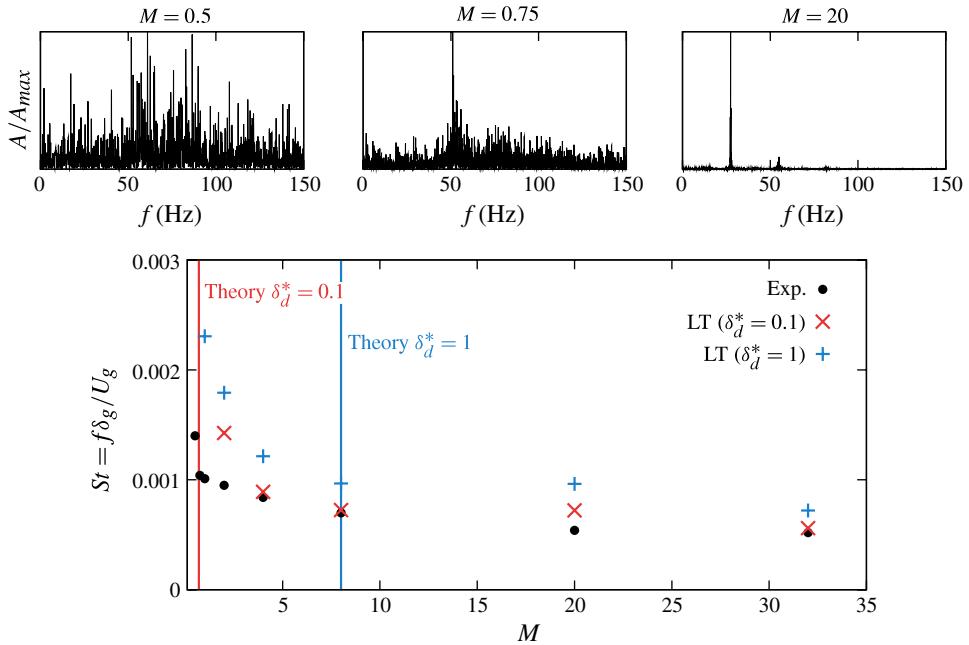 M = 0.5
M = 0.75
M = 20
A/A_max
0 50 100 150
0 50 100 150
0 50 100 150
f (Hz)
f (Hz)
f (Hz)
0.003
Theory δ*_d = 0.1
Exp.
LT (δ*_d = 0.1)
Theory δ*_d = 1
LT (δ*_d = 1)
0.002
St = fδ_g/U_g
0.001
0
5 10 15 20 25 30 35
M